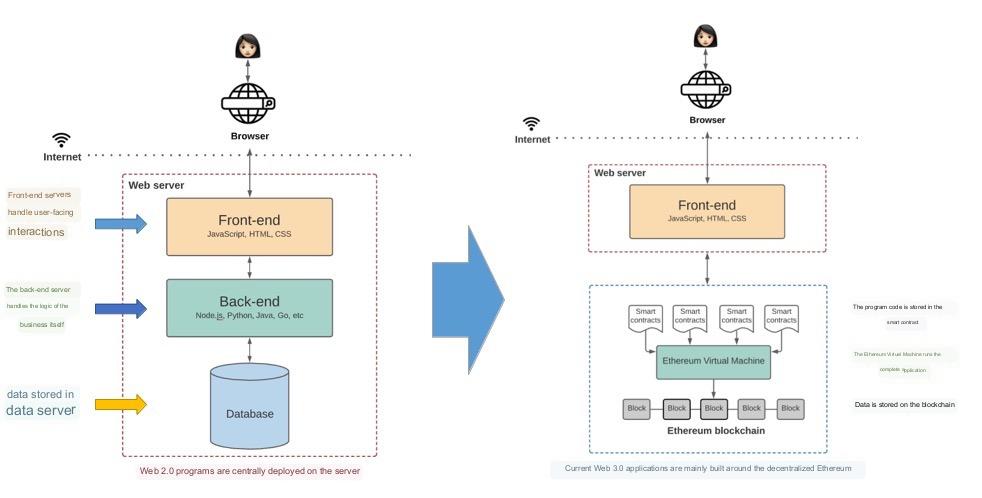 Browser
Internet
Web server
Front-end
JavaScript, HTML, CSS
Front-end servers
handle user-facing
interactions
Back-end
Node.js, Python, Java, Go, etc
The back-end server
handles the logic of the
business itself
Database
data stored in
data server
Web 2.0 programs are centrally deployed on the server
Browser
Internet
Web server
Front-end
JavaScript, HTML, CSS
Smart
contracts
Smart
contracts
Smart
contracts
Smart
contracts
Ethereum Virtual Machine
Block
Block
Block
Block
Block
Ethereum blockchain
The program code is stored in the
smart contract
The Ethereum Virtual Machine runs the
complete Application
Data is stored on the blockchain
Current Web 3.0 applications are mainly built around the decentralized Ethereum